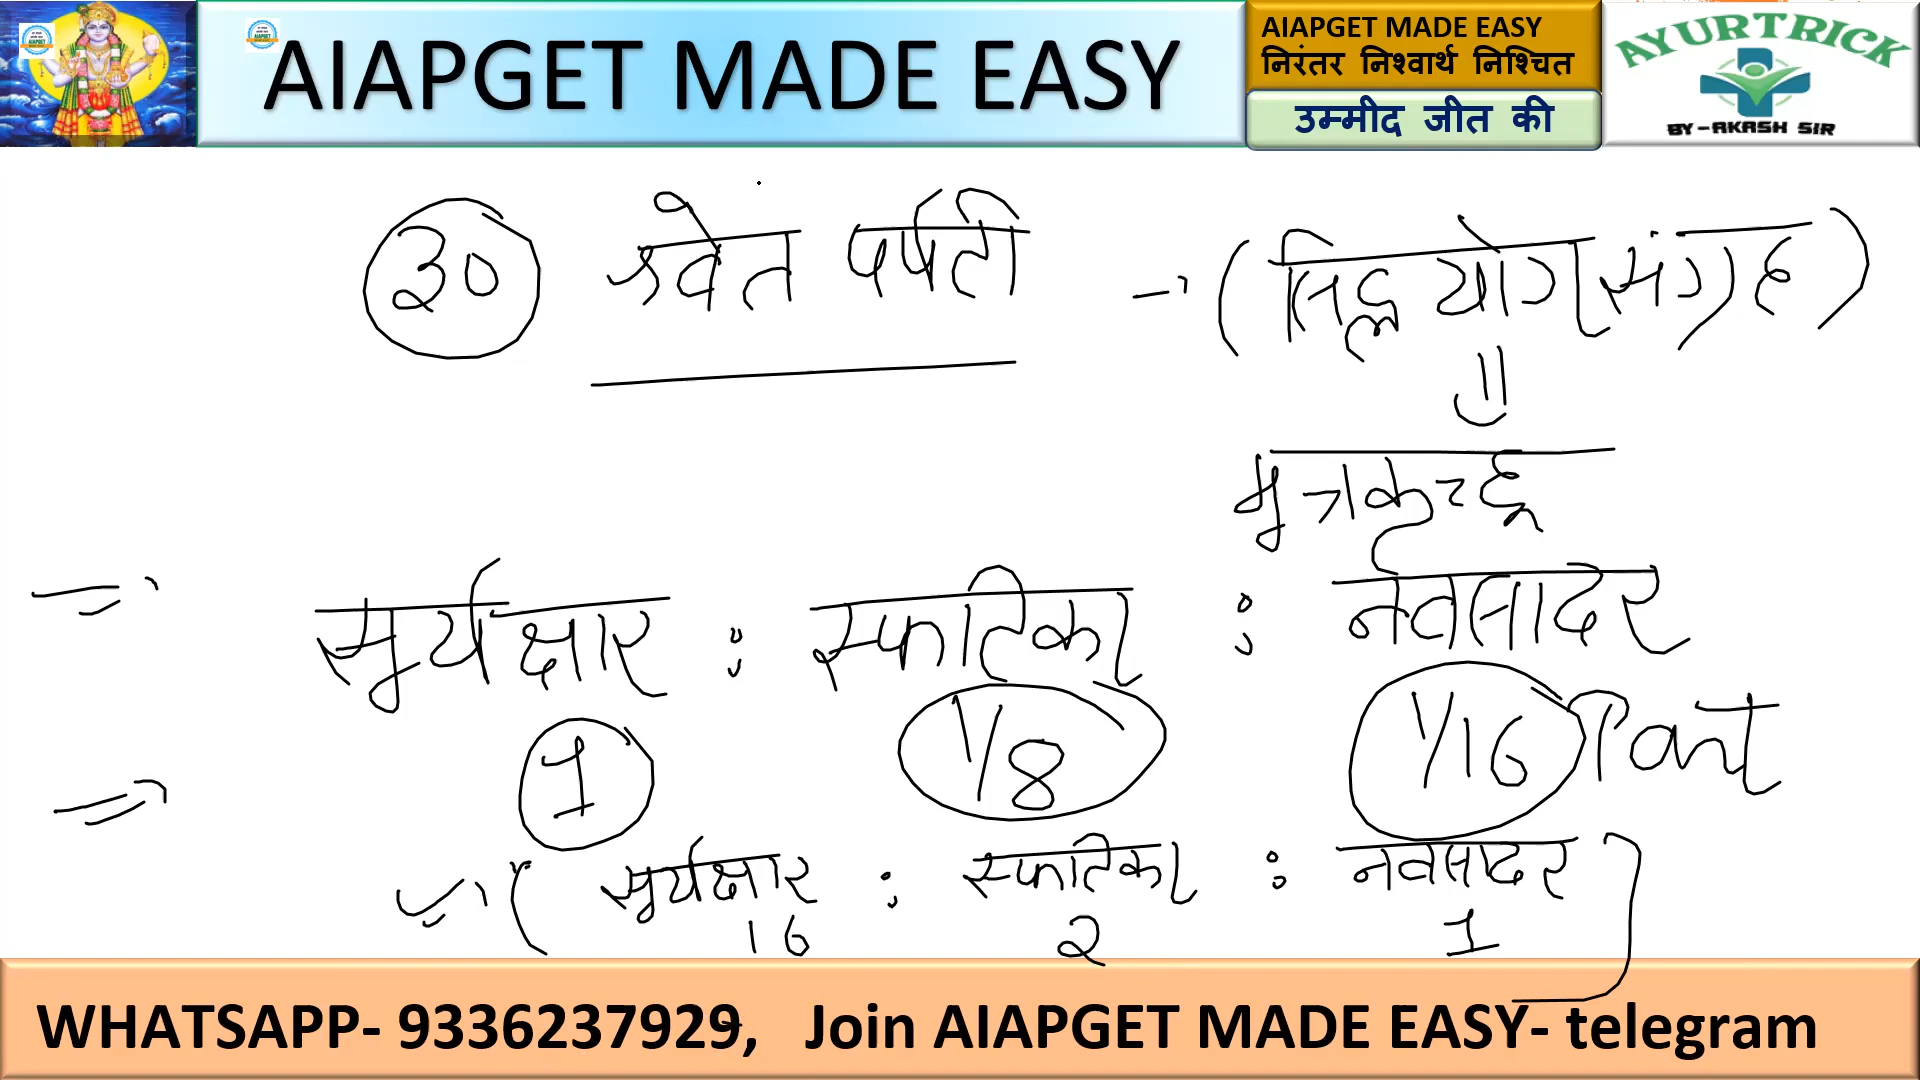 AIAPGET MADE EASY
AIAPGET MADE EASY
निरंतर निश्वार्थ निश्चित
उम्मीद जीत की
AYURTRICK
BY-AKASH SIR
30 श्वेत पर्पटी → (सिद्ध योग संग्रह)
मूत्रकृच्छ्र
⇒ सूर्यक्षार : स्फटिका : नवसादर
⇒ 1 1/8 1/16 Part
(सूर्यक्षार : स्फटिका : नवसादर
16 2 1
WHATSAPP- 9336237929, Join AIAPGET MADE EASY- telegram